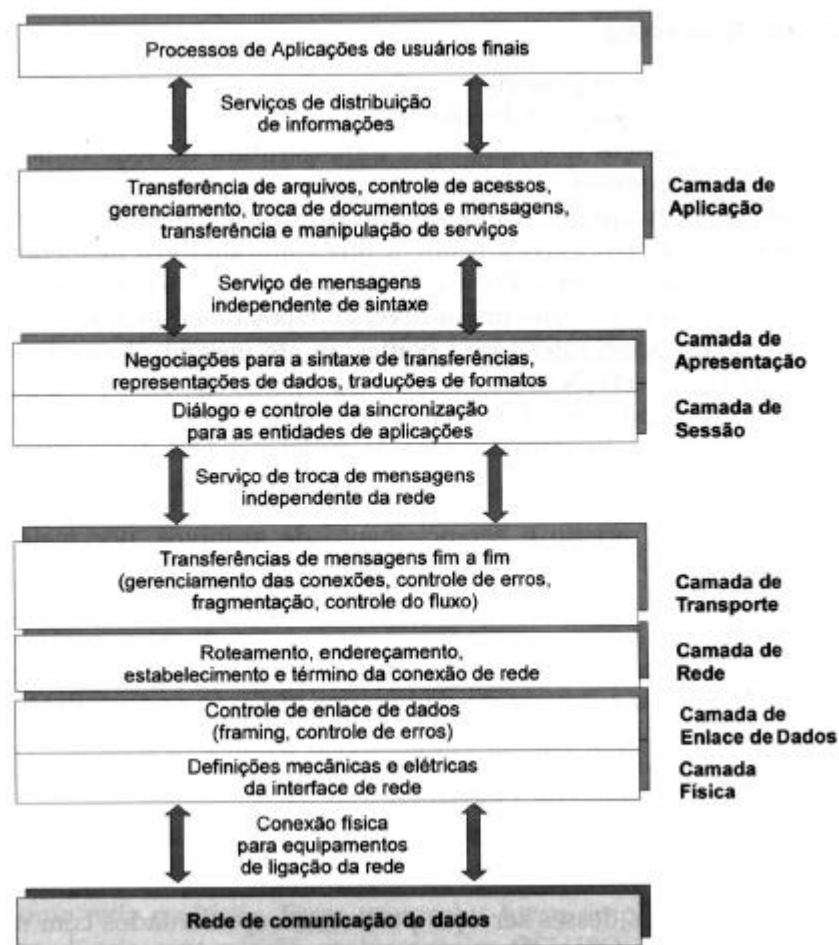 Processos de Aplicações de usuários finais
Serviços de distribuição
de informações
Transferência de arquivos, controle de acessos,
gerenciamento, troca de documentos e mensagens,
transferência e manipulação de serviços
Camada de
Aplicação
Serviço de mensagens
independente de sintaxe
Negociações para a sintaxe de transferências,
representações de dados, traduções de formatos
Camada de
Apresentação
Diálogo e controle da sincronização
para as entidades de aplicações
Camada de
Sessão
Serviço de troca de mensagens
independente da rede
Transferências de mensagens fim a fim
(gerenciamento das conexões, controle de erros,
fragmentação, controle do fluxo)
Camada de
Transporte
Roteamento, endereçamento,
estabelecimento e término da conexão de rede
Camada de
Rede
Controle de enlace de dados
(framing, controle de erros)
Camada de
Enlace de Dados
Definições mecânicas e elétricas
da interface de rede
Camada
Física
Conexão física
para equipamentos
de ligação da rede
Rede de comunicação de dados